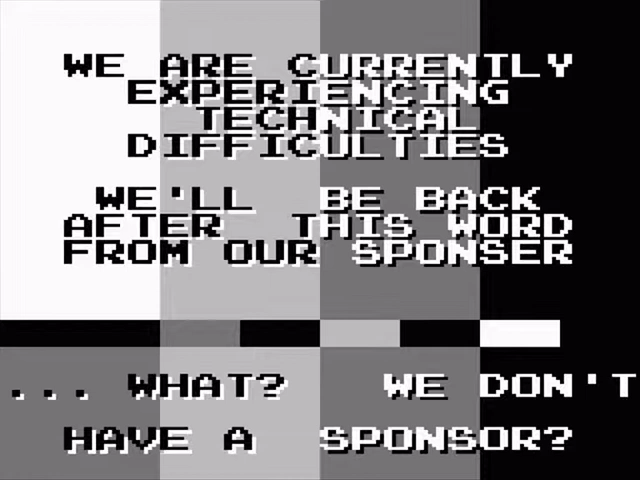 WE ARE CURRENTLY
EXPERIENCING
TECHNICAL
DIFFICULTIES
WE'LL BE BACK
AFTER THIS WORD
FROM OUR SPONSER
... WHAT? WE DON'T
HAVE A SPONSOR?